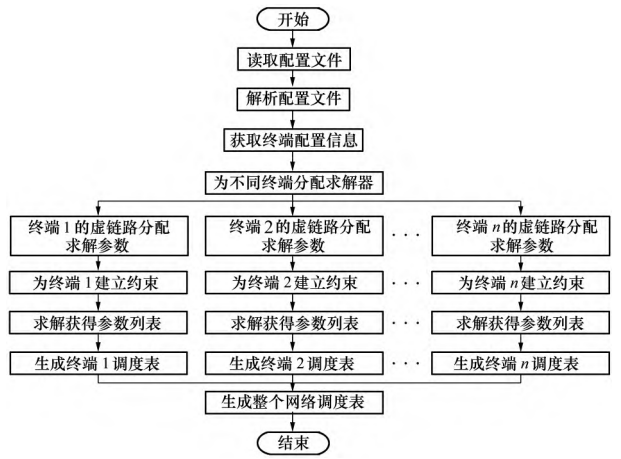 开始
读取配置文件
解析配置文件
获取终端配置信息
为不同终端分配求解器
终端1的虚链路分配
求解参数
终端2的虚链路分配
求解参数
···
终端n的虚链路分配
求解参数
为终端1建立约束
为终端2建立约束
···
为终端n建立约束
求解获得参数列表
求解获得参数列表
···
求解获得参数列表
生成终端1调度表
生成终端2调度表
···
生成终端n调度表
生成整个网络调度表
结束